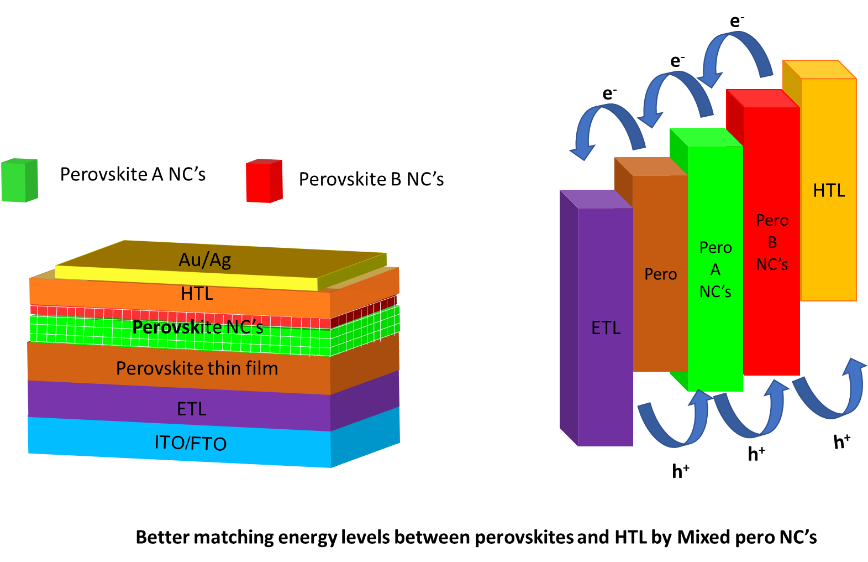 Perovskite A NC's
Perovskite B NC's
Au/Ag
HTL
Perovskite NC's
Perovskite thin film
ETL
ITO/FTO
e-
e-
e-
HTL
Pero
B
NC's
Pero
A
NC's
Pero
ETL
h+
h+
h+
Better matching energy levels between perovskites and HTL by Mixed pero NC's